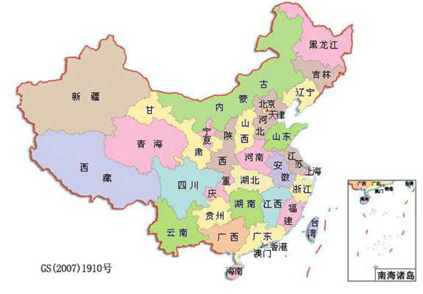 黑龙江
吉林
辽宁
内蒙古
新疆
甘肃
北京
天津
河北
山西
山东
宁夏
陕西
青海
河南
江苏
安徽
上海
西藏
四川
重庆
湖北
浙江
湖南
江西
福建
贵州
云南
广西
广东
台湾
香港
澳门
海南
GS(2007)1910号
南海诸岛